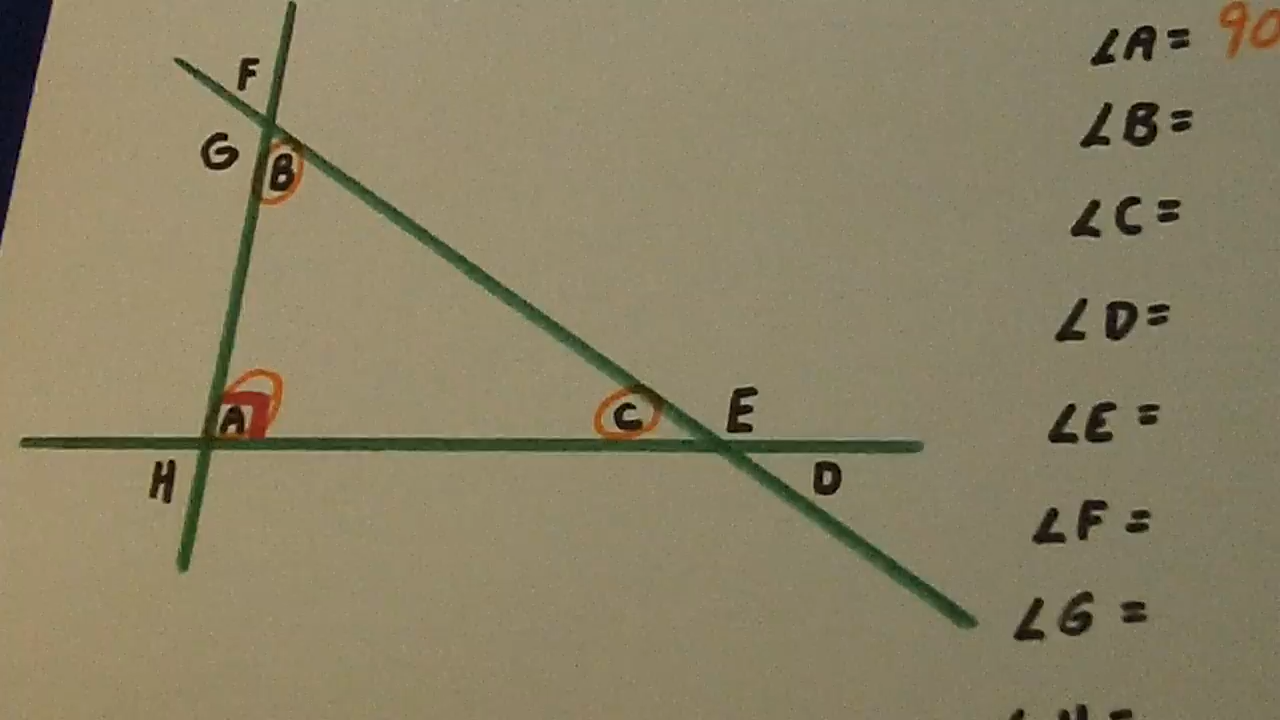 F
G
B
A
C
E
H
D
∠A= 90
∠B=
∠C=
∠D=
∠E =
∠F =
∠G =